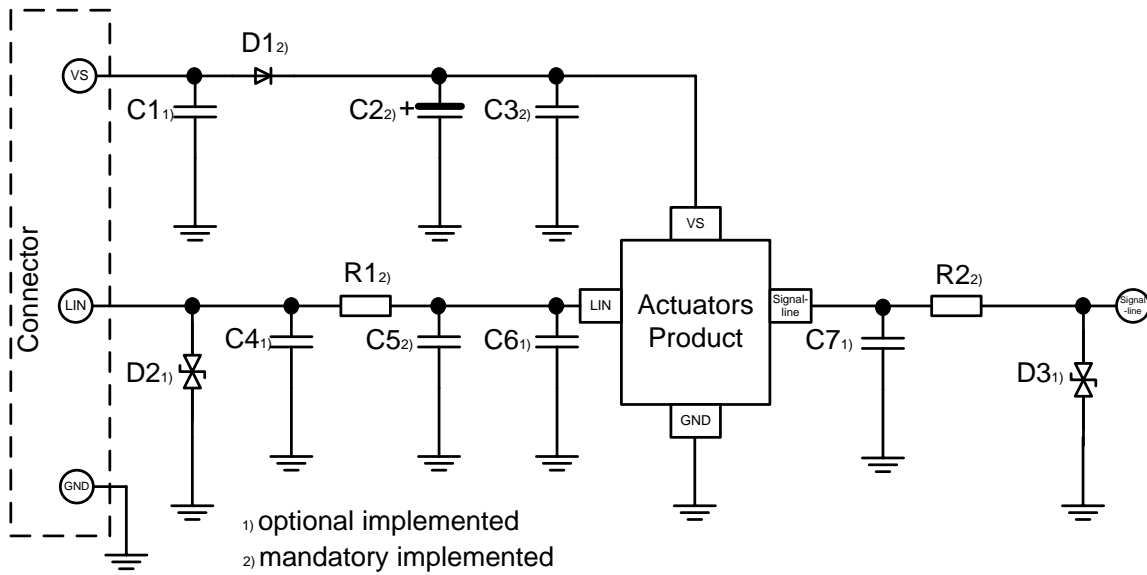 D1 2)
VS
C1 1)
C2 2) +
C3 2)
VS
Connector
LIN
R1 2)
LIN
Actuators
Product
Signal-
line
R2 2)
Signal
-line
C4 1)
C5 2)
C6 1)
C7 1)
D2 1)
D3 1)
GND
GND
1) optional implemented
2) mandatory implemented